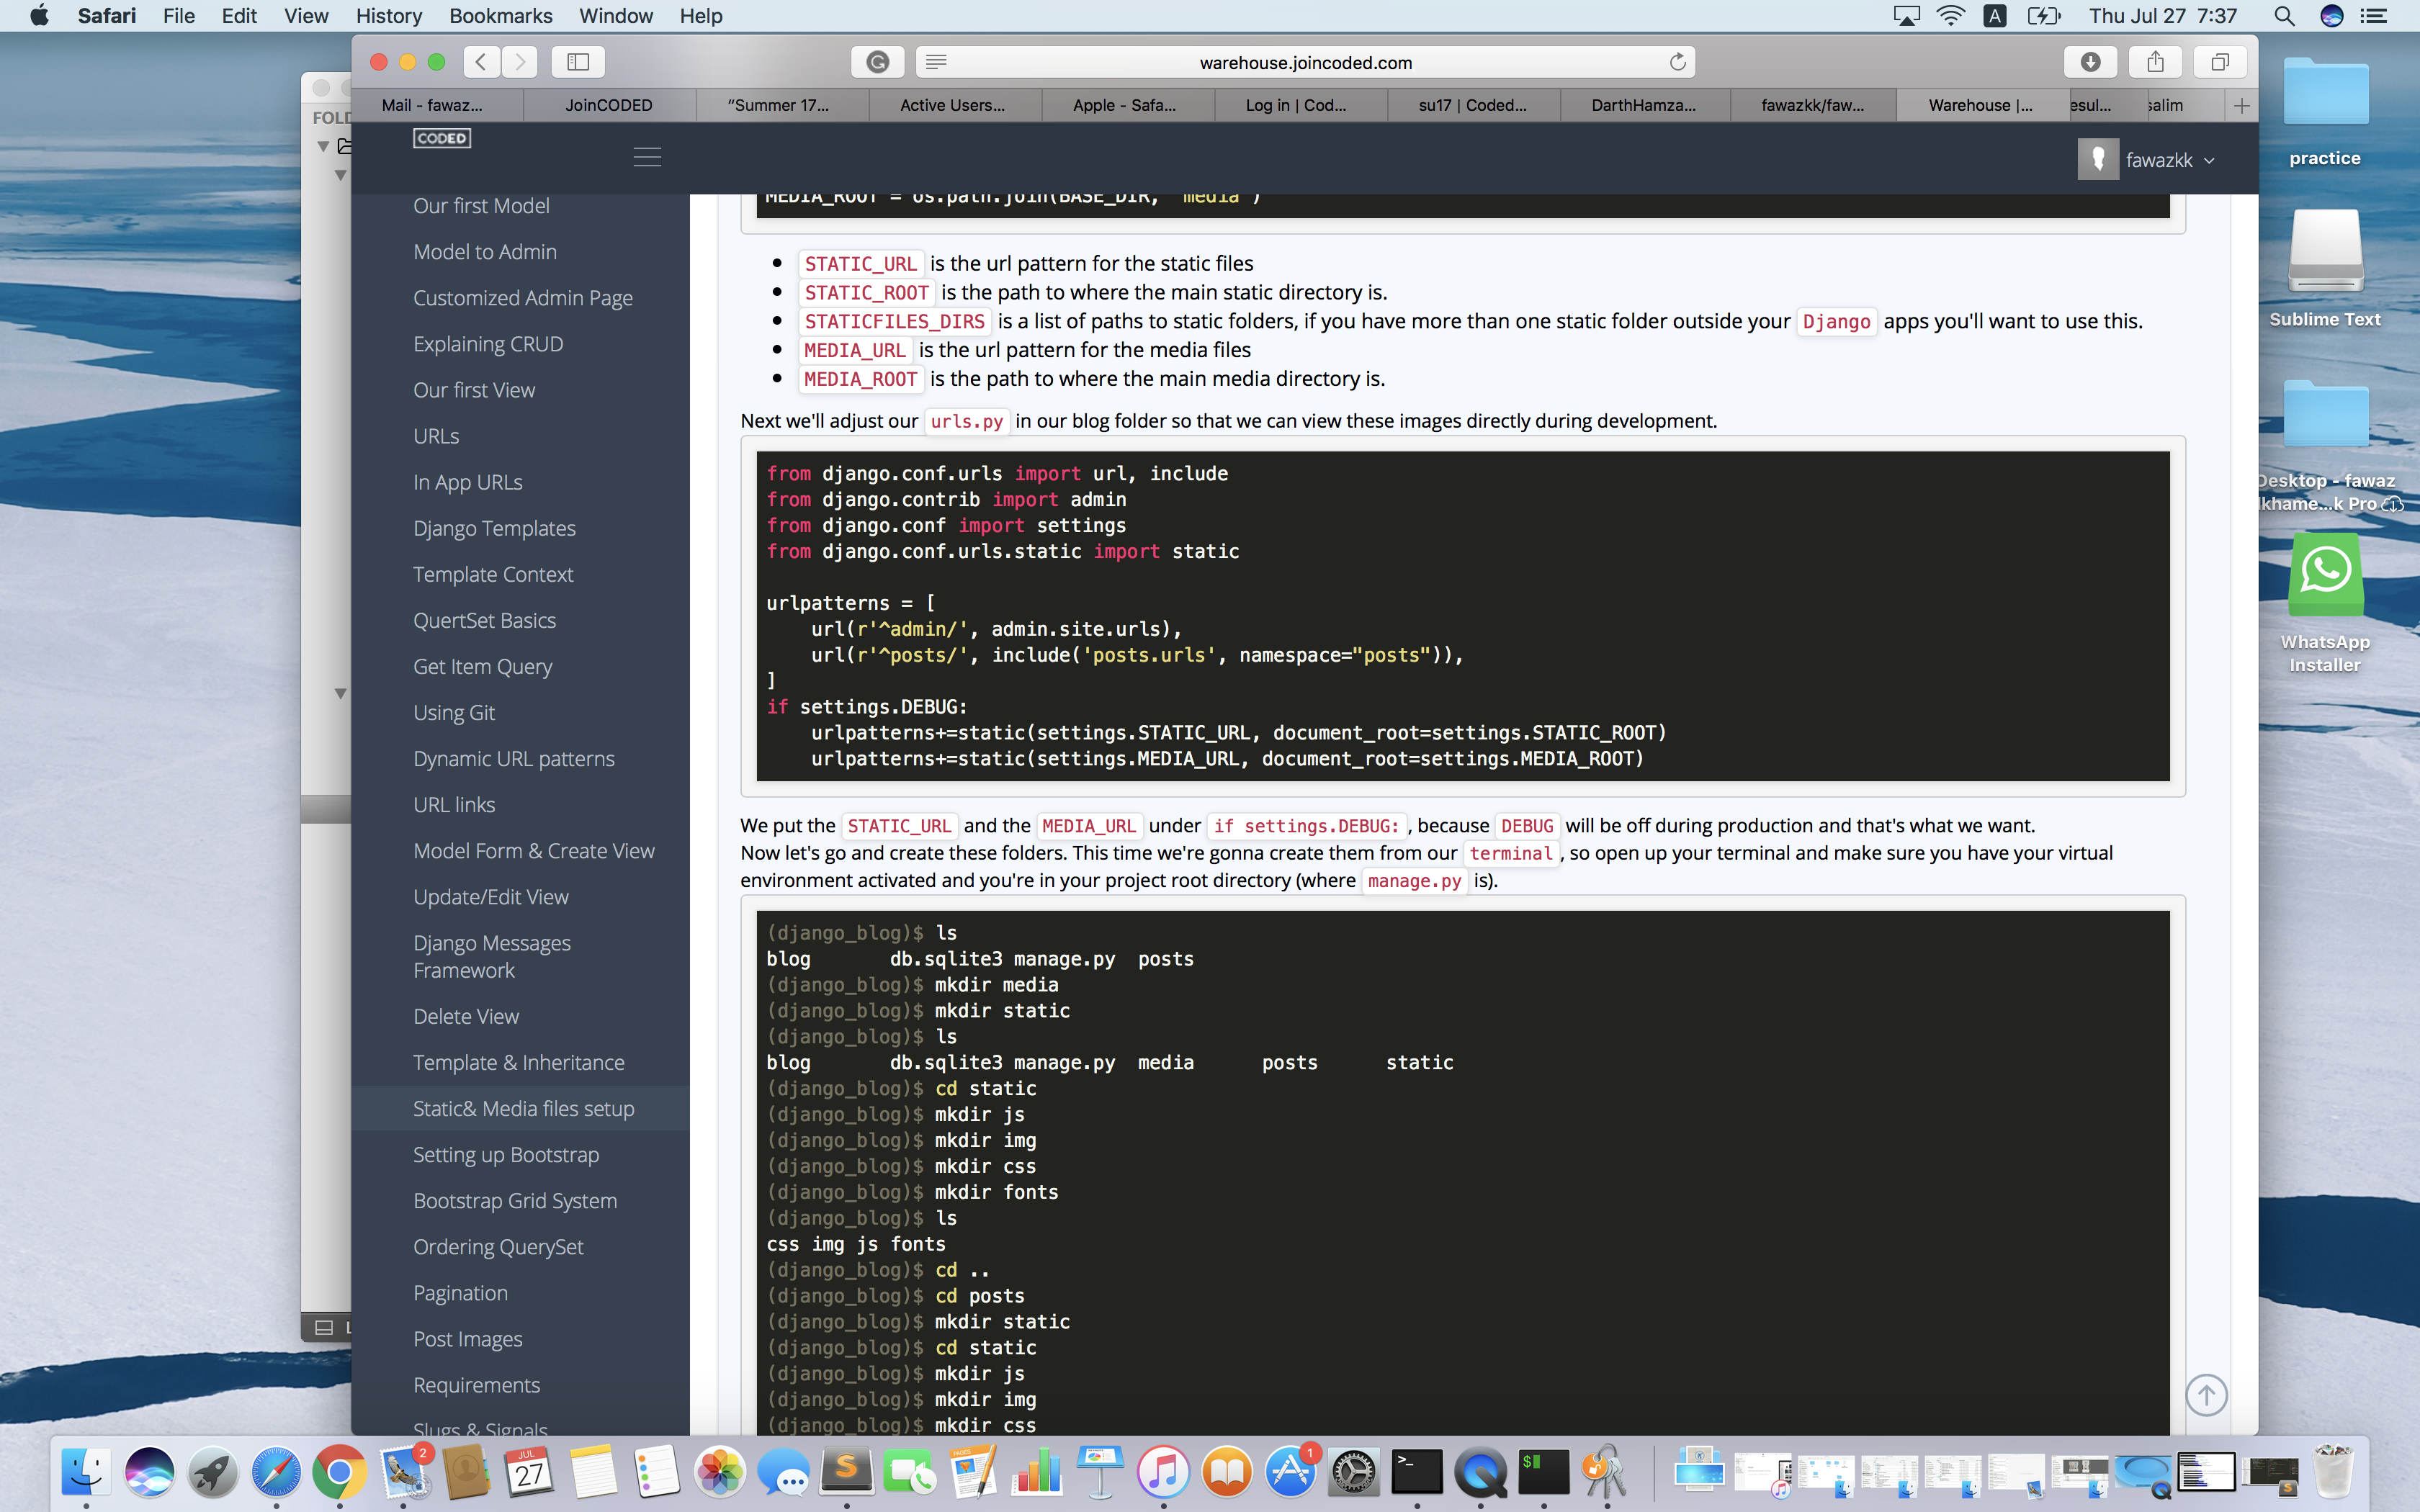 Safari File Edit View History Bookmarks Window Help
A
Thu Jul 27 7:37
warehouse.joincoded.com
Mail - fawaz... JoinCODED “Summer 17... Active Users... Apple - Safa... Log in | Cod... su17 | Coded... DarthHamza... fawazkk/faw... Warehouse |... esul... salim
FOLD
CODED
fawazkk
Our first Model
Model to Admin
Customized Admin Page
Explaining CRUD
Our first View
URLs
In App URLs
Django Templates
Template Context
QuertSet Basics
Get Item Query
Using Git
Dynamic URL patterns
URL links
Model Form & Create View
Update/Edit View
Django Messages
Framework
Delete View
Template & Inheritance
Static& Media files setup
Setting up Bootstrap
Bootstrap Grid System
Ordering QuerySet
Pagination
Post Images
Requirements
Slugs & Signals
MEDIA_ROOT = os.path.join(BASE_DIR, "media")
STATIC_URL is the url pattern for the static files
STATIC_ROOT is the path to where the main static directory is.
STATICFILES_DIRS is a list of paths to static folders, if you have more than one static folder outside your Django apps you'll want to use this.
MEDIA_URL is the url pattern for the media files
MEDIA_ROOT is the path to where the main media directory is.
Next we'll adjust our urls.py in our blog folder so that we can view these images directly during development.
from django.conf.urls import url, include
from django.contrib import admin
from django.conf import settings
from django.conf.urls.static import static
urlpatterns = [
url(r'^admin/', admin.site.urls),
url(r'^posts/', include('posts.urls', namespace="posts")),
]
if settings.DEBUG:
urlpatterns+=static(settings.STATIC_URL, document_root=settings.STATIC_ROOT)
urlpatterns+=static(settings.MEDIA_URL, document_root=settings.MEDIA_ROOT)
We put the STATIC_URL and the MEDIA_URL under if settings.DEBUG: , because DEBUG will be off during production and that's what we want.
Now let's go and create these folders. This time we're gonna create them from our terminal , so open up your terminal and make sure you have your virtual
environment activated and you're in your project root directory (where manage.py is).
(django_blog)$ ls
blog db.sqlite3 manage.py posts
(django_blog)$ mkdir media
(django_blog)$ mkdir static
(django_blog)$ ls
blog db.sqlite3 manage.py media posts static
(django_blog)$ cd static
(django_blog)$ mkdir js
(django_blog)$ mkdir img
(django_blog)$ mkdir css
(django_blog)$ mkdir fonts
(django_blog)$ ls
css img js fonts
(django_blog)$ cd ..
(django_blog)$ cd posts
(django_blog)$ mkdir static
(django_blog)$ cd static
(django_blog)$ mkdir js
(django_blog)$ mkdir img
(django_blog)$ mkdir css
practice
Sublime Text
Desktop - fawaz
lkhame...k Pro
WhatsApp
Installer
2
JUL
27
PAGES
1